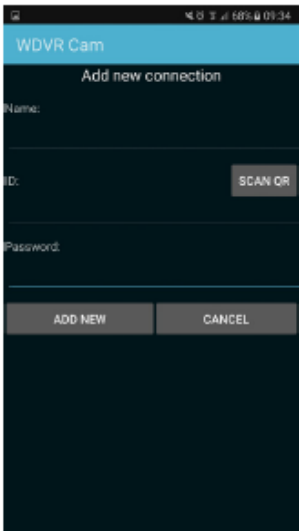 68% 09:34
WDVR Cam
Add new connection
Name:
ID:
SCAN QR
Password:
ADD NEW
CANCEL